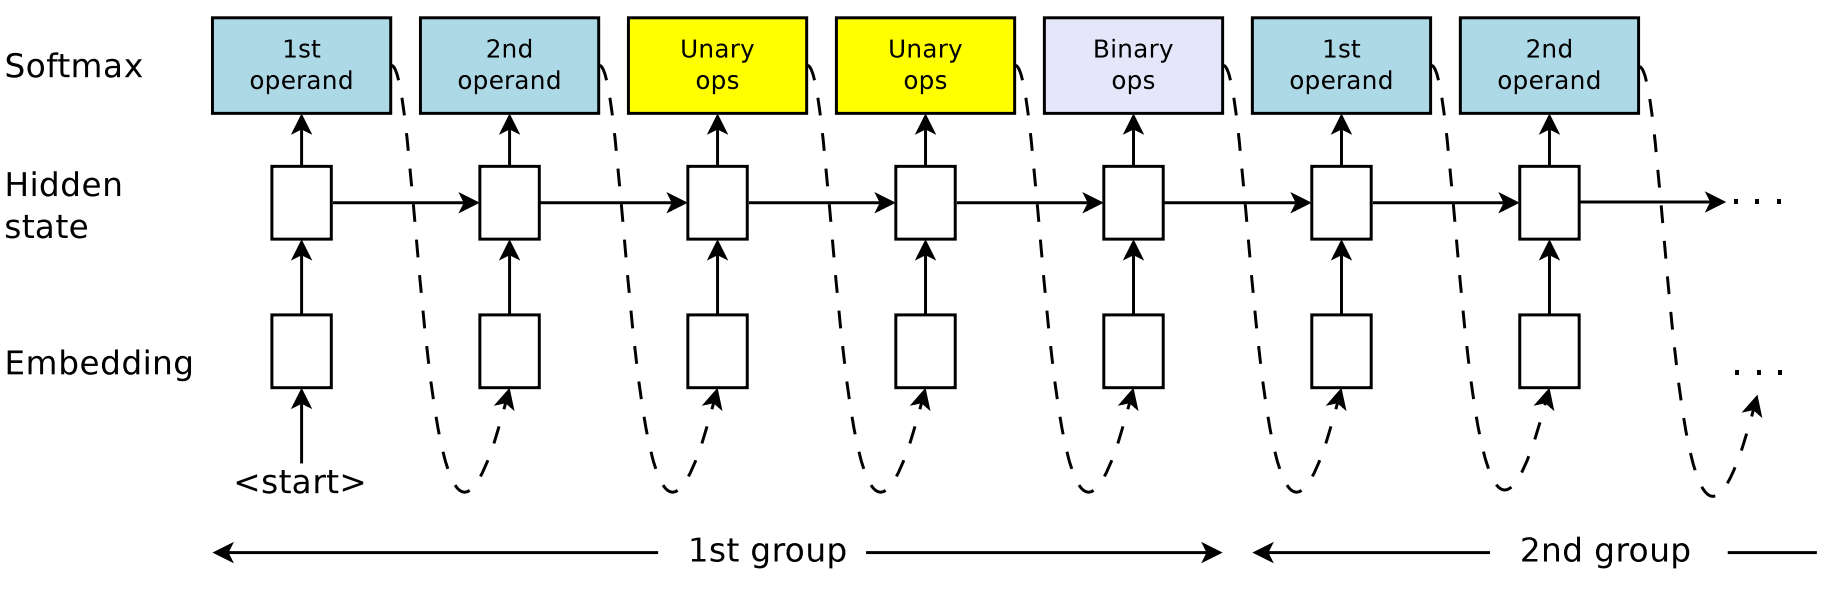 Softmax
1st
operand
2nd
operand
Unary
ops
Unary
ops
Binary
ops
1st
operand
2nd
operand
Hidden
state
. . .
Embedding
. . .
<start>
1st group
2nd group